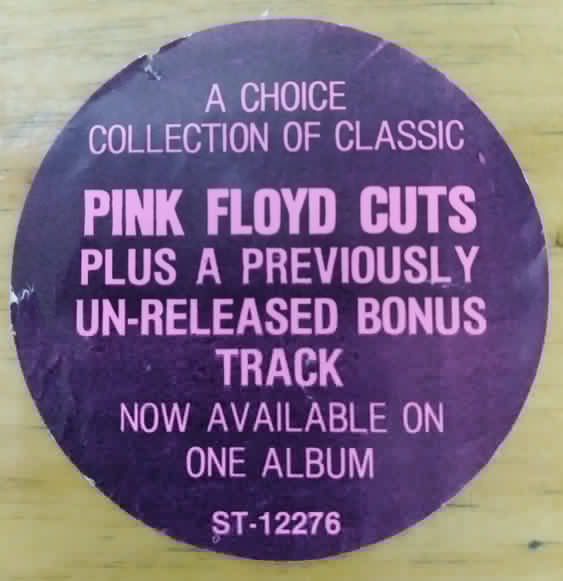 A CHOICE
COLLECTION OF CLASSIC
PINK FLOYD CUTS
PLUS A PREVIOUSLY
UN-RELEASED BONUS
TRACK
NOW AVAILABLE ON
ONE ALBUM
ST-12276